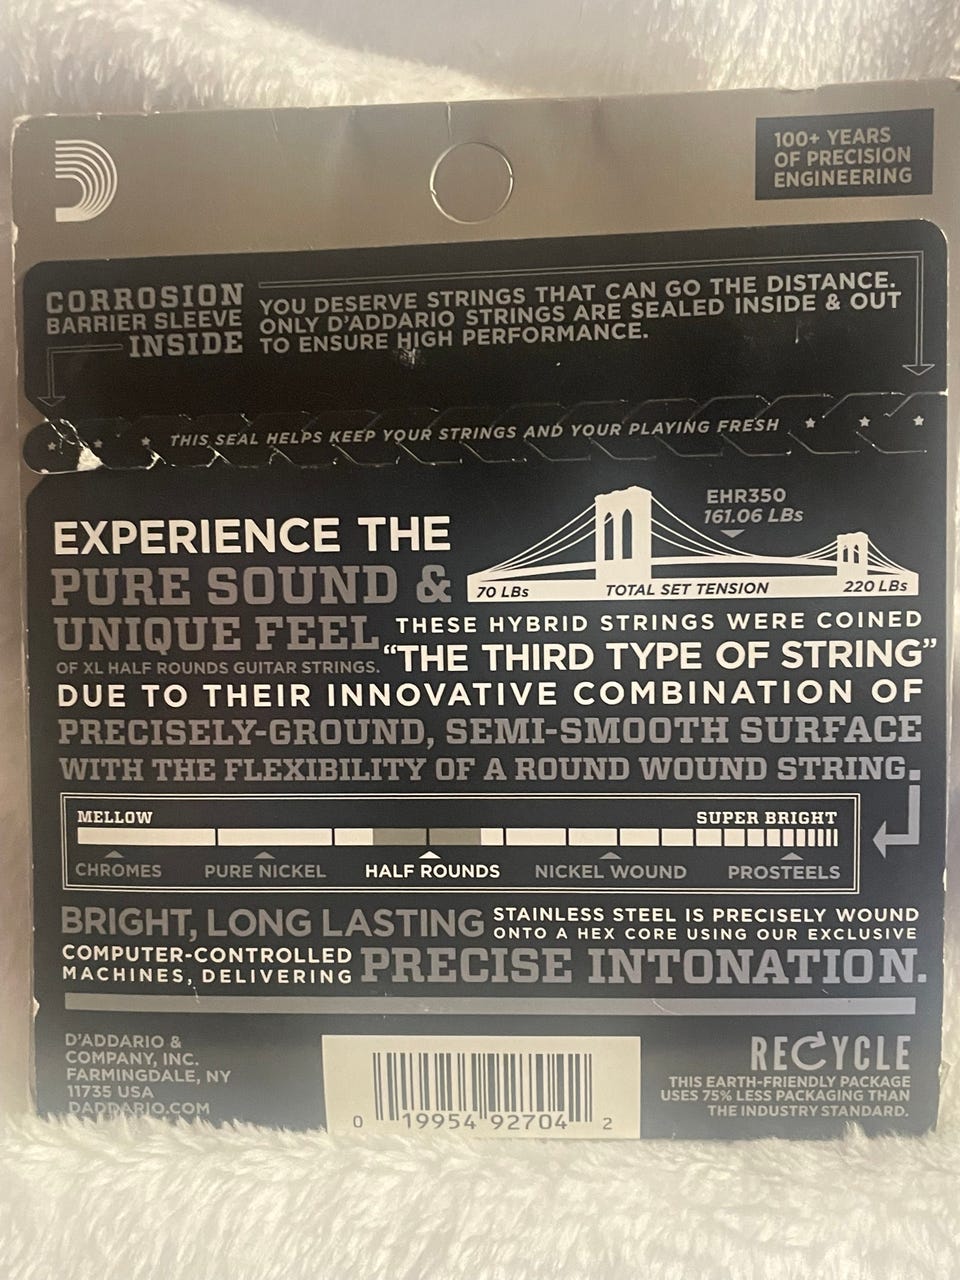 100+ YEARS
OF PRECISION
ENGINEERING
CORROSION
BARRIER SLEEVE
INSIDE
YOU DESERVE STRINGS THAT CAN GO THE DISTANCE.
ONLY D'ADDARIO STRINGS ARE SEALED INSIDE & OUT
TO ENSURE HIGH PERFORMANCE.
THIS SEAL HELPS KEEP YOUR STRINGS AND YOUR PLAYING FRESH
EHR350
161.06 LBs
70 LBs TOTAL SET TENSION 220 LBs
EXPERIENCE THE
PURE SOUND &
UNIQUE FEEL
OF XL HALF ROUNDS GUITAR STRINGS.
THESE HYBRID STRINGS WERE COINED
"THE THIRD TYPE OF STRING"
DUE TO THEIR INNOVATIVE COMBINATION OF
PRECISELY-GROUND, SEMI-SMOOTH SURFACE
WITH THE FLEXIBILITY OF A ROUND WOUND STRING.
MELLOW SUPER BRIGHT
CHROMES PURE NICKEL HALF ROUNDS NICKEL WOUND PROSTEELS
BRIGHT, LONG LASTING
STAINLESS STEEL IS PRECISELY WOUND
ONTO A HEX CORE USING OUR EXCLUSIVE
COMPUTER-CONTROLLED
MACHINES, DELIVERING
PRECISE INTONATION.
D'ADDARIO &
COMPANY, INC.
FARMINGDALE, NY
11735 USA
DADDARIO.COM
0 19954 92704 2
RECYCLE
THIS EARTH-FRIENDLY PACKAGE
USES 75% LESS PACKAGING THAN
THE INDUSTRY STANDARD.